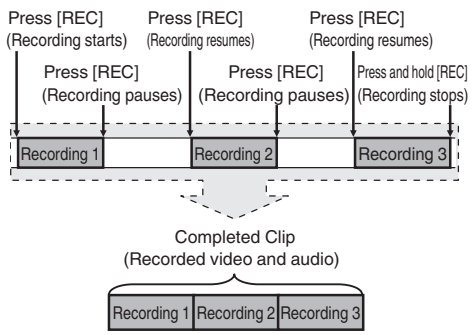 Press [REC]
(Recording starts)
Press [REC]
(Recording resumes)
Press [REC]
(Recording resumes)
Press [REC]
(Recording pauses)
Press [REC]
(Recording pauses)
Press and hold [REC]
(Recording stops)
Recording 1
Recording 2
Recording 3
Completed Clip
(Recorded video and audio)
Recording 1
Recording 2
Recording 3